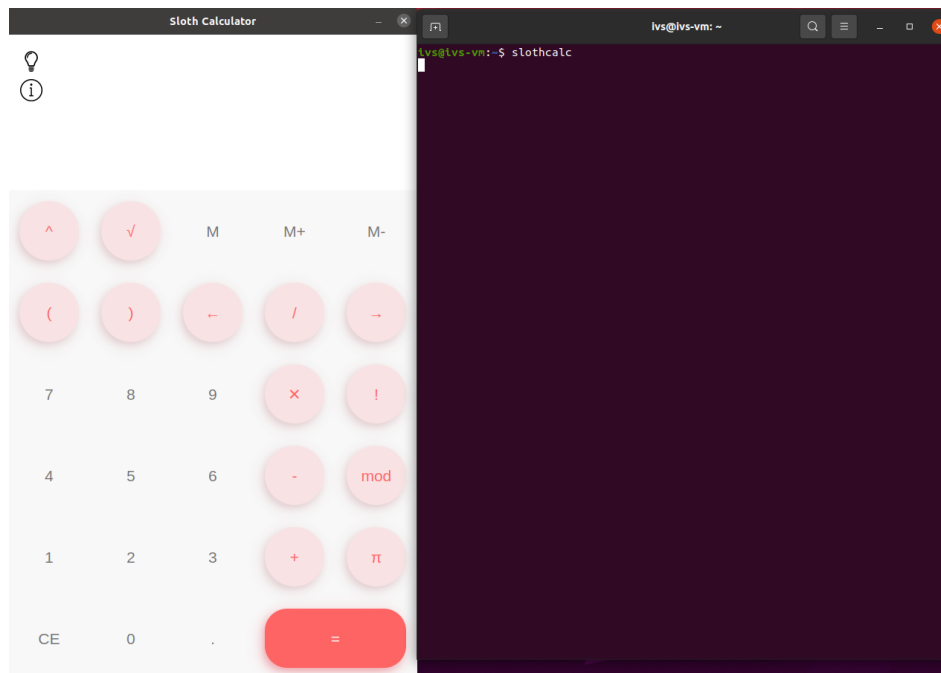 Sloth Calculator
^ √ M M+ M-
( ) ← / →
7 8 9 × !
4 5 6 - mod
1 2 3 + π
CE 0 . =
ivs@ivs-vm: ~
ivs@ivs-vm:~$ slothcalc